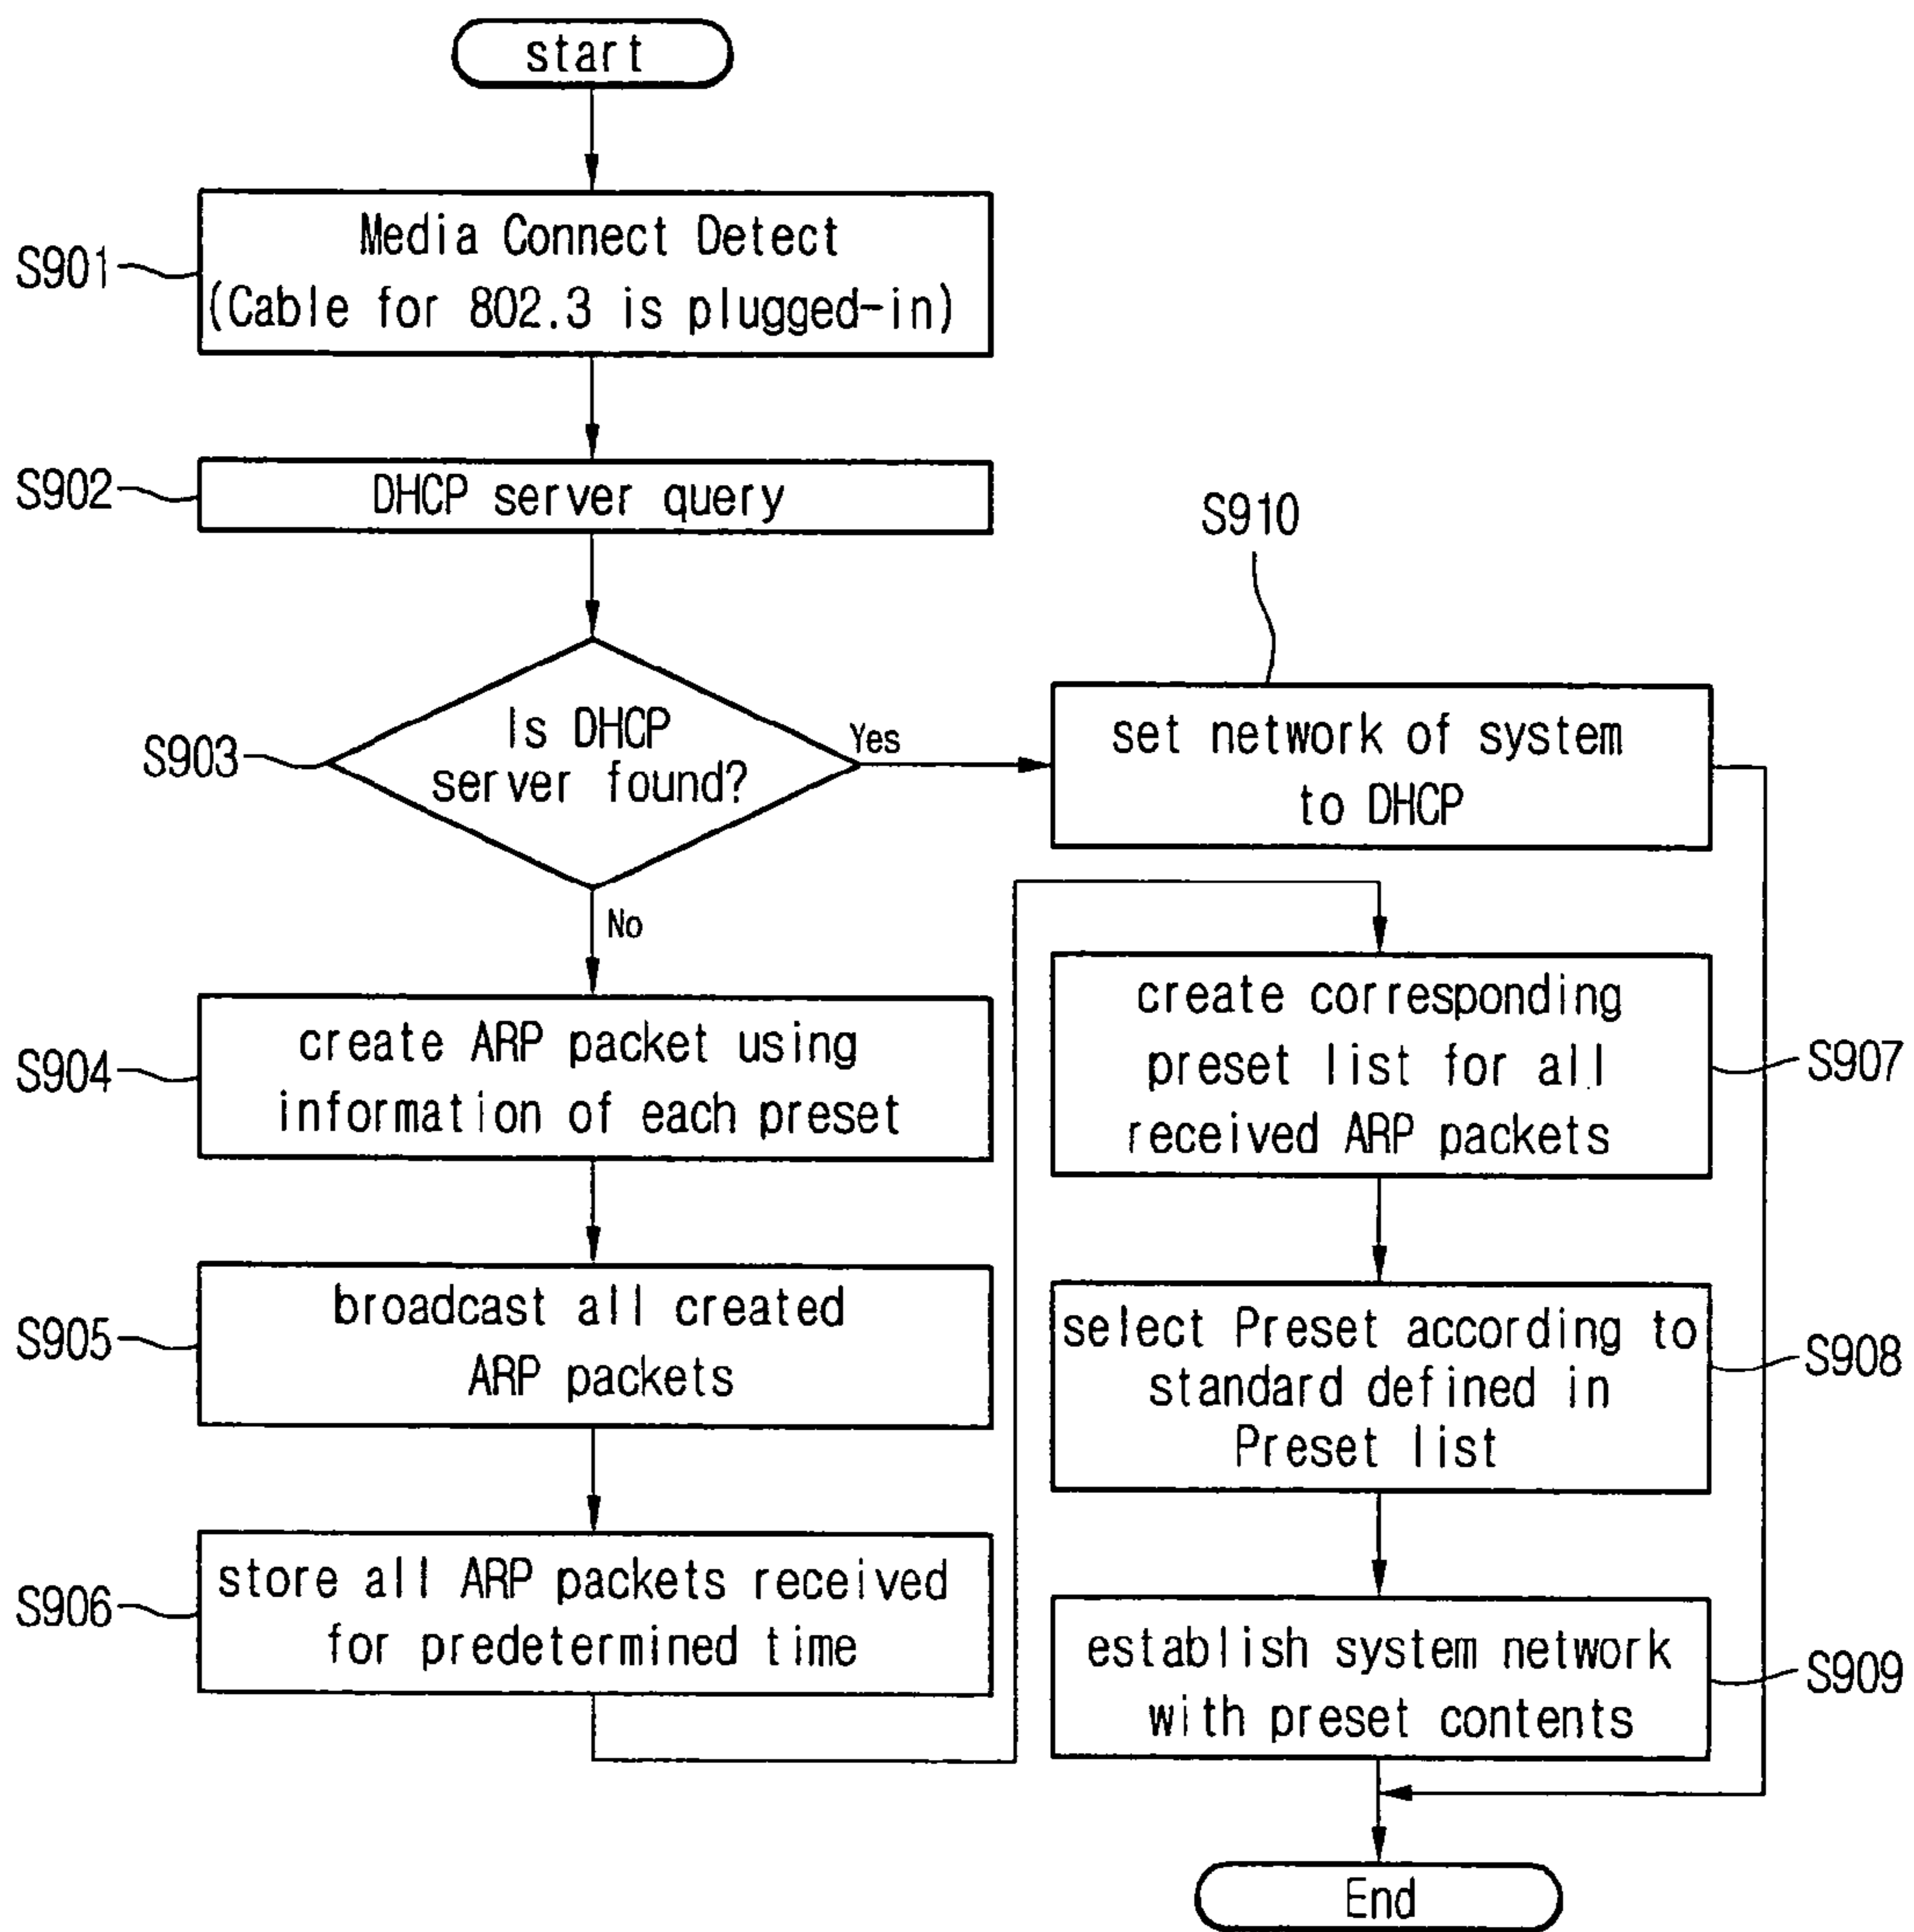 start
S901
Media Connect Detect
(Cable for 802.3 is plugged-in)
S902
DHCP server query
S903
Is DHCP
server found?
Yes
No
S910
set network of system
to DHCP
S904
create ARP packet using
information of each preset
S905
broadcast all created
ARP packets
S906
store all ARP packets received
for predetermined time
create corresponding
preset list for all
received ARP packets
S907
select Preset according to
standard defined in
Preset list
S908
establish system network
with preset contents
S909
End